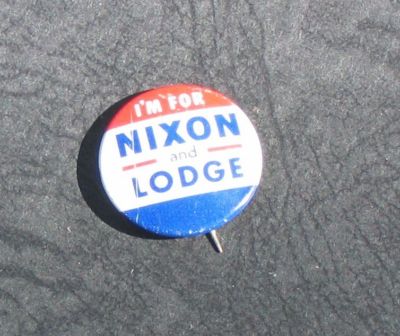 I'M FOR
NIXON
and
LODGE